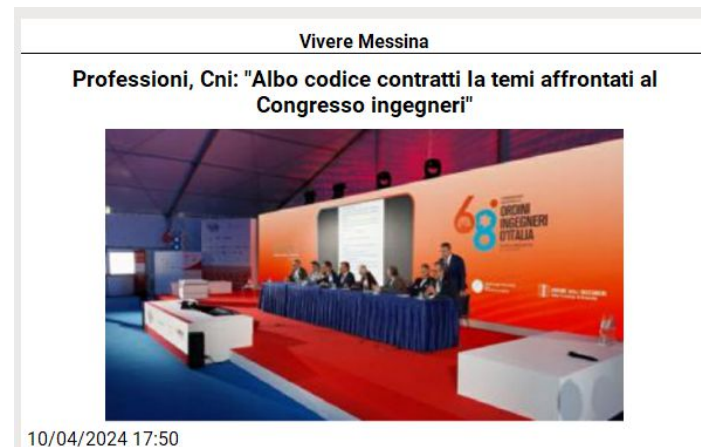 Vivere Messina
Professioni, Cni: "Albo codice contratti Ia temi affrontati al
Congresso ingegneri"
68°
ORDINI
INGEGNERI
D'ITALIA
10/04/2024 17:50